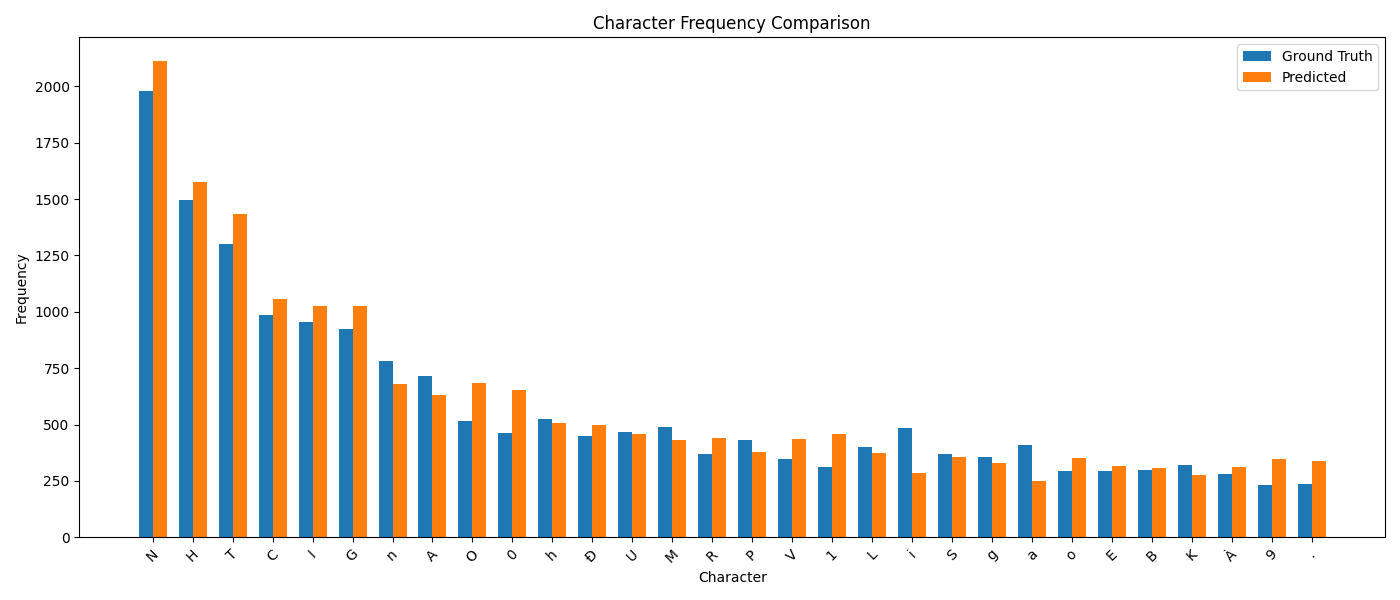 Character Frequency Comparison
Ground Truth
Predicted
Frequency
2000
1750
1500
1250
1000
750
500
250
0
N H T C I G n A O 0 h Đ U M R P V 1 L i S g a o E B K À 9 .
Character